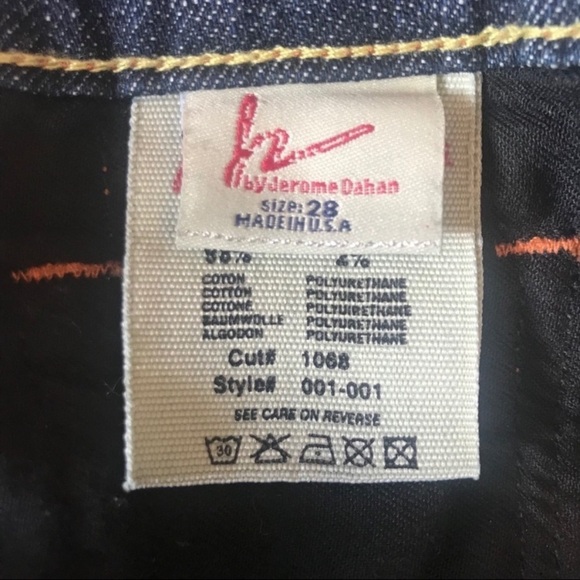 by Jerome Dahan
SIZE: 28
MADE IN U.S.A
4%
COTON POLYURETHANE
COTTON POLYURETHANE
COTONE POLYURETHANE
BAUMWOLLE POLYURETHANE
ALGODON POLYURETHANE
Cut# 1068
Style# 001-001
SEE CARE ON REVERSE
30